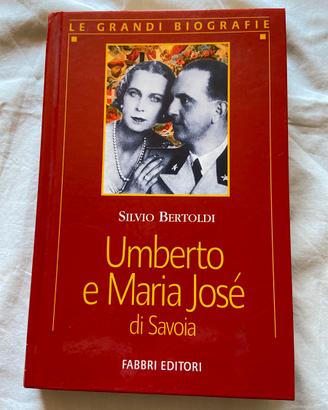 LE GRANDI BIOGRAFIE
SILVIO BERTOLDI
Umberto
e Maria José
di Savoia
FABBRI EDITORI